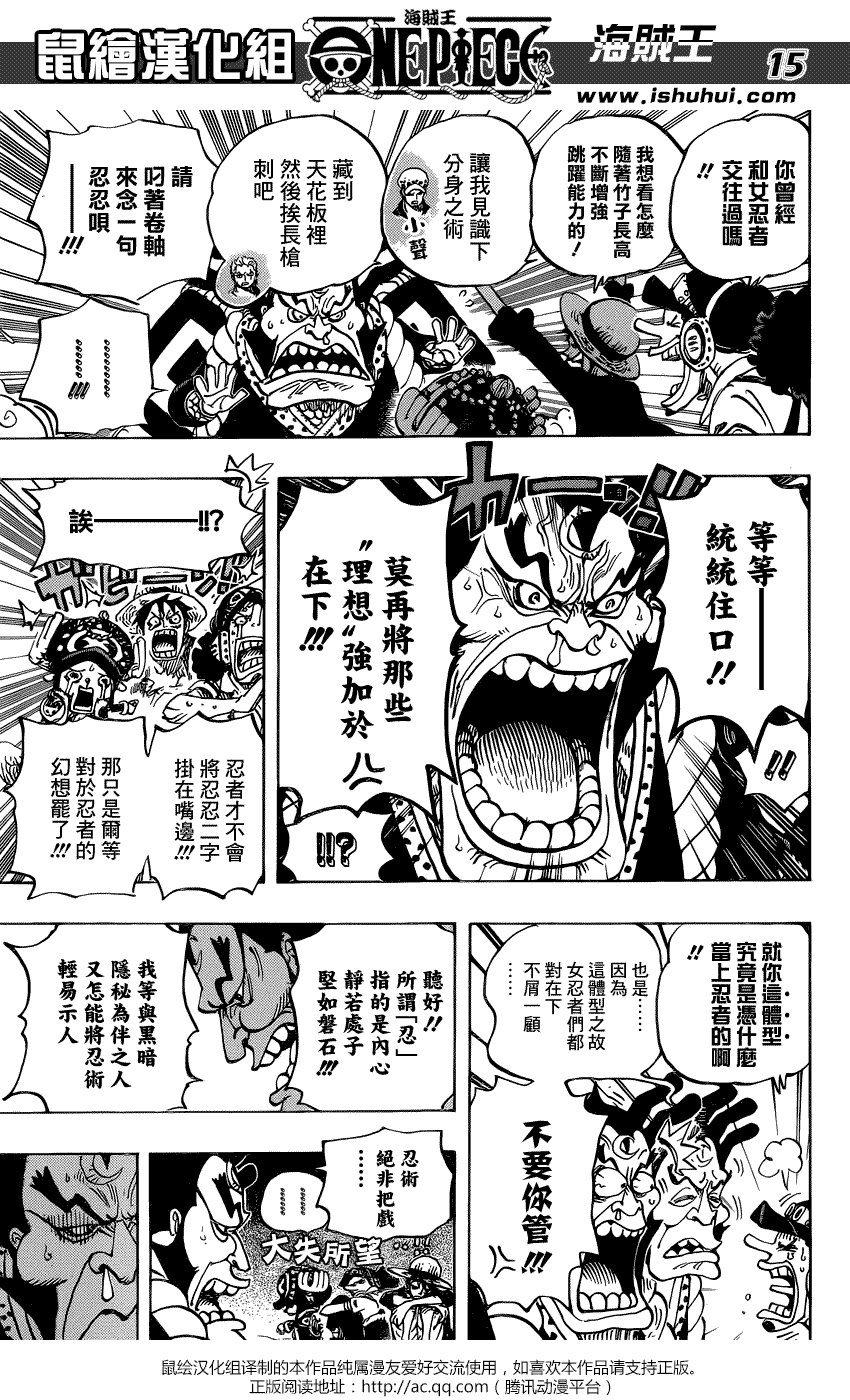 鼠繪漢化組
海賊王
ONE PIECE
海賊王
15
www.ishuhui.com
你曾經
和女忍者
交往過嗎
!!
我想看怎麼
隨著竹子長高
不斷增強
跳躍能力的!
讓我見識下
分身之術
小聲
藏到
天花板裡
然後挨長槍
刺吧
請
叼著卷軸
來念一句
忍忍唄
——!!!
………
………
!!!
等等——
統統住口!!
莫再將那些
“理想”強加於
在下!!!
!!
!!?
ガーーッ
誒————!!?
ガビーーン
忍者才不會
將忍忍二字
掛在嘴邊!!!
那只是爾等
對於忍者的
幻想罷了!!!
就你這體型
究竟是憑什麼
當上忍者的啊
!!
也是……
因為
這體型之故
女忍者們都
對在下
不屑一顧
……
不要你管!!!
聽好!!
所謂「忍」
指的是內心
靜若處子
堅如磐石!!!
我等與黑暗
隱秘為伴之人
又怎能將忍術
輕易示人
忍術
絕非把戲
……
………
………
大失所望…
鼠绘汉化组译制的本作品纯属漫友爱好交流使用，如喜欢本作品请支持正版。
正版阅读地址：http://ac.qq.com（腾讯动漫平台）